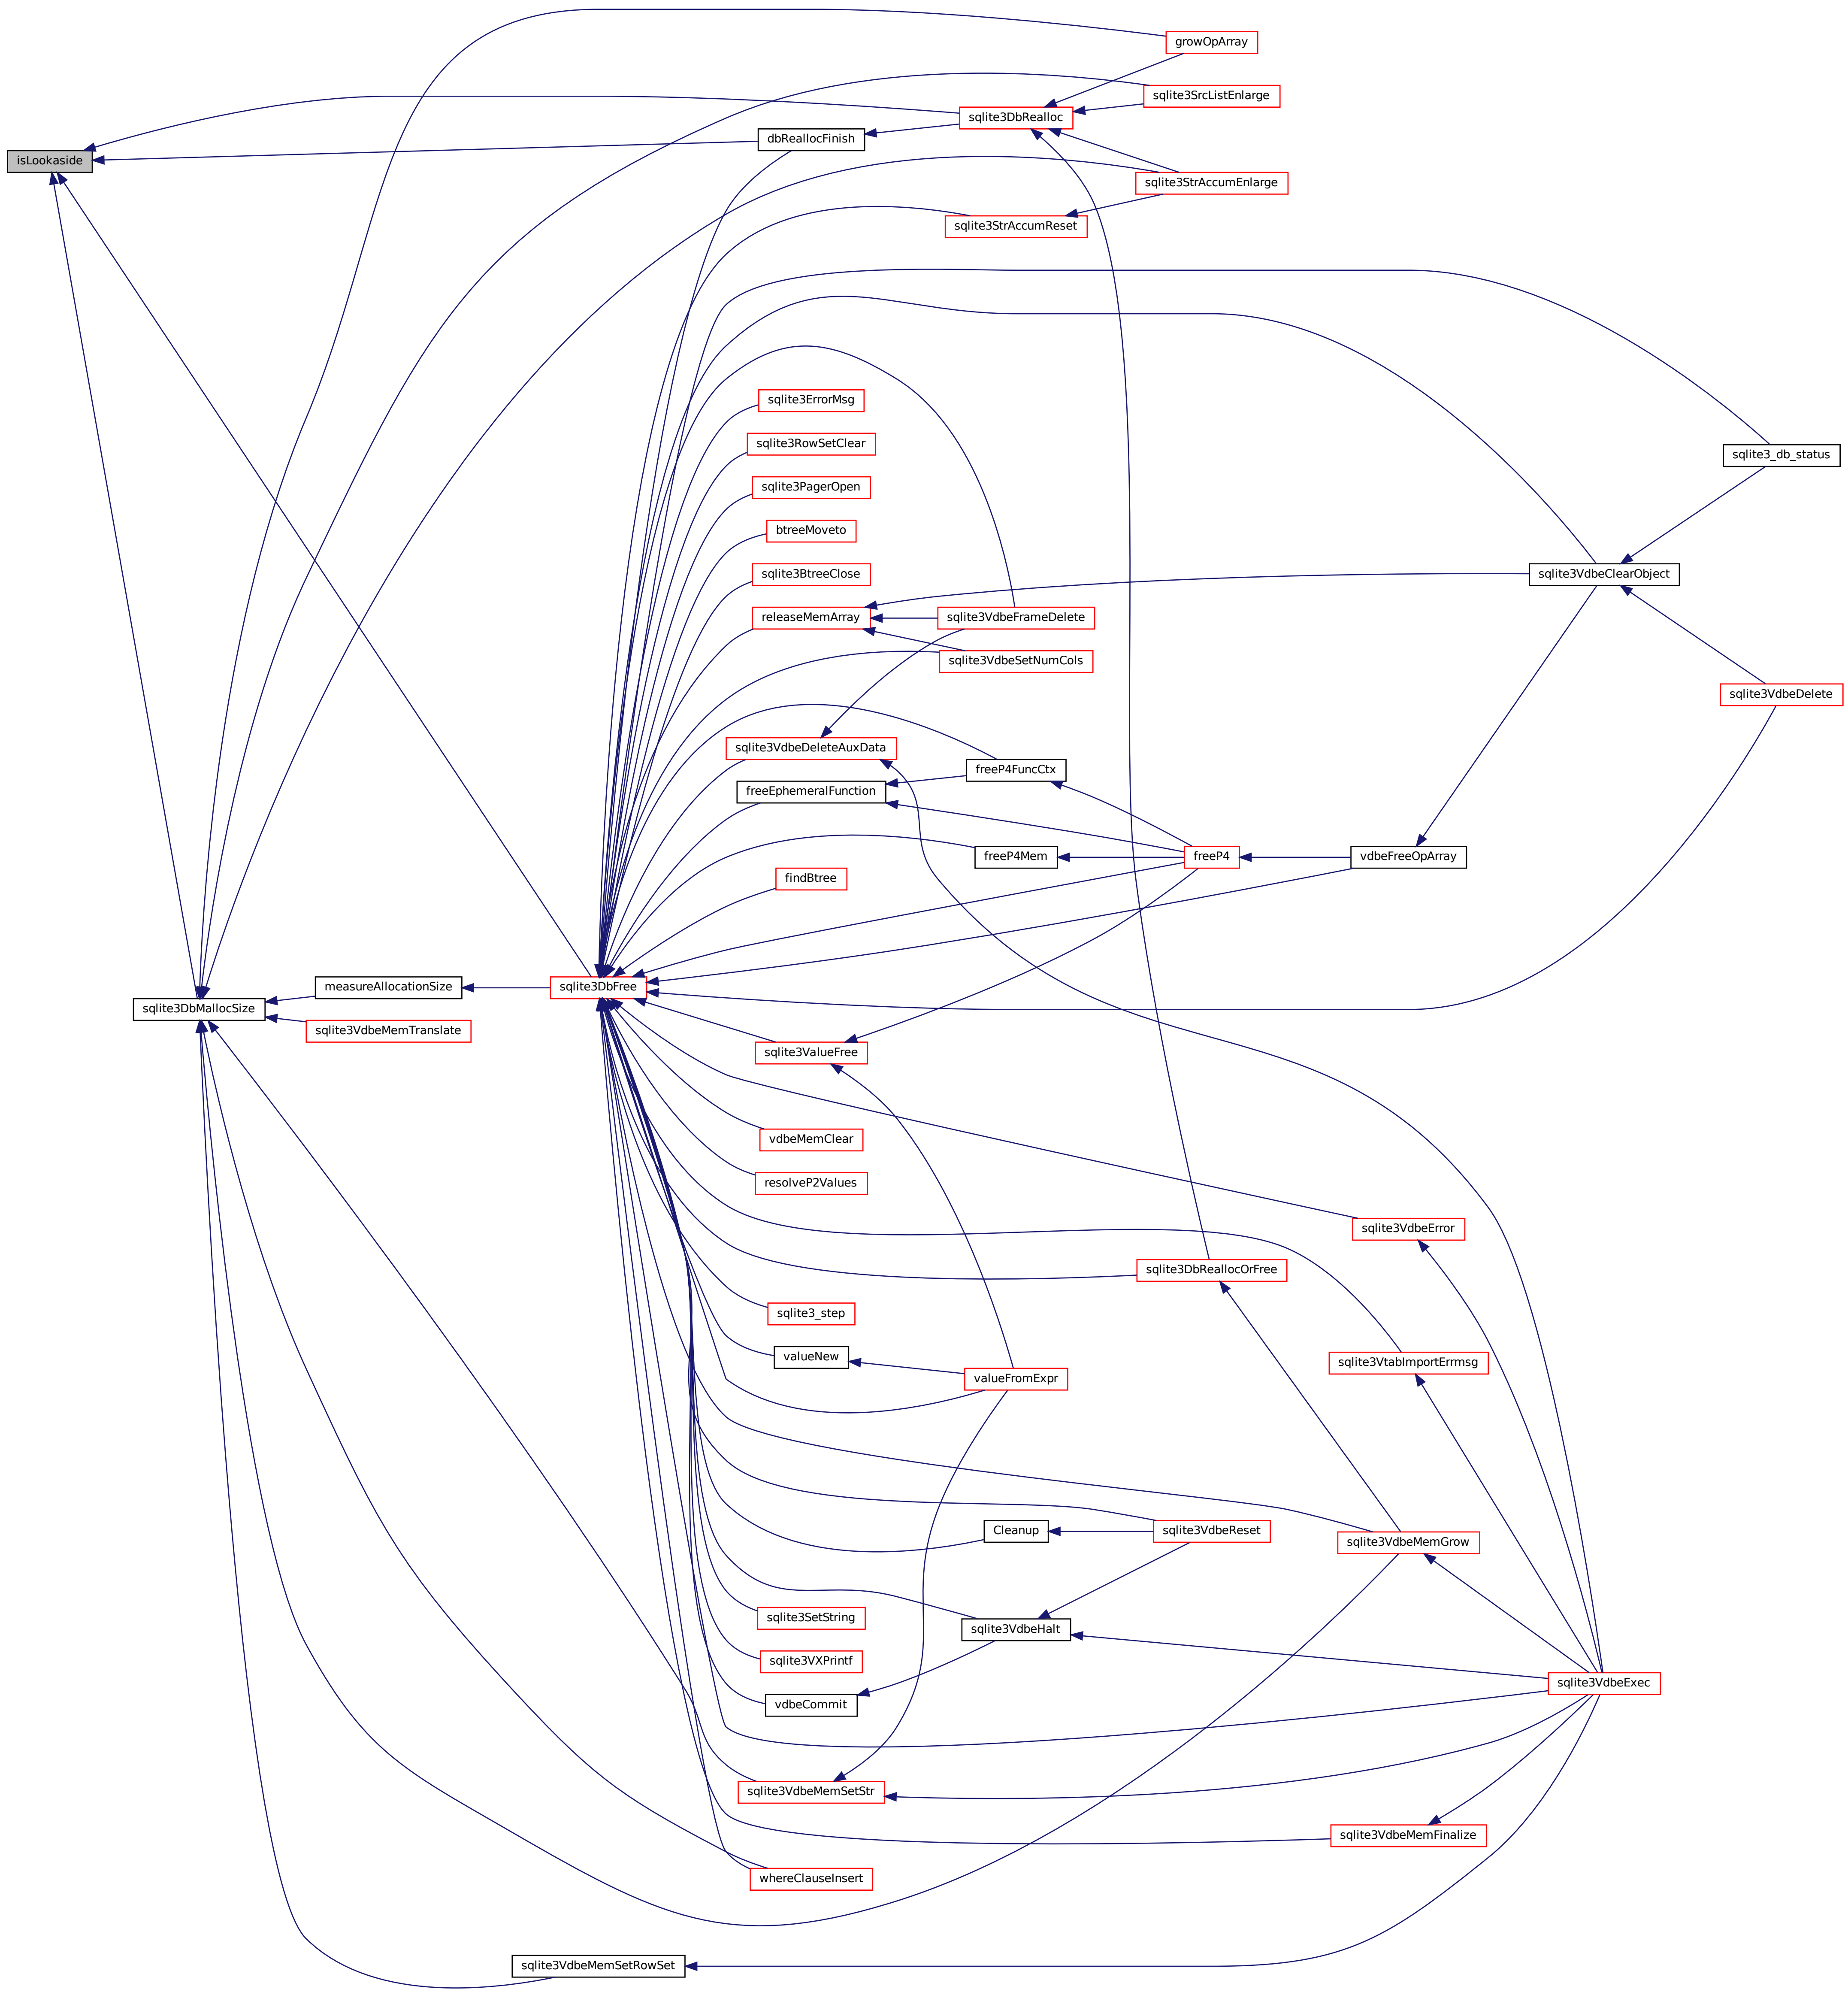 growOpArray
sqlite3SrcListEnlarge
sqlite3DbRealloc
dbReallocFinish
isLookaside
sqlite3StrAccumEnlarge
sqlite3StrAccumReset
sqlite3ErrorMsg
sqlite3RowSetClear
sqlite3_db_status
sqlite3PagerOpen
btreeMoveto
sqlite3BtreeClose
sqlite3VdbeClearObject
releaseMemArray
sqlite3VdbeFrameDelete
sqlite3VdbeSetNumCols
sqlite3VdbeDelete
sqlite3VdbeDeleteAuxData
freeP4FuncCtx
freeEphemeralFunction
freeP4Mem
freeP4
vdbeFreeOpArray
findBtree
measureAllocationSize
sqlite3DbFree
sqlite3DbMallocSize
sqlite3VdbeMemTranslate
sqlite3ValueFree
vdbeMemClear
resolveP2Values
sqlite3VdbeError
sqlite3DbReallocOrFree
sqlite3_step
valueNew
sqlite3VtabImportErrmsg
valueFromExpr
Cleanup
sqlite3VdbeReset
sqlite3VdbeMemGrow
sqlite3SetString
sqlite3VdbeHalt
sqlite3VXPrintf
sqlite3VdbeExec
vdbeCommit
sqlite3VdbeMemSetStr
sqlite3VdbeMemFinalize
whereClauseInsert
sqlite3VdbeMemSetRowSet